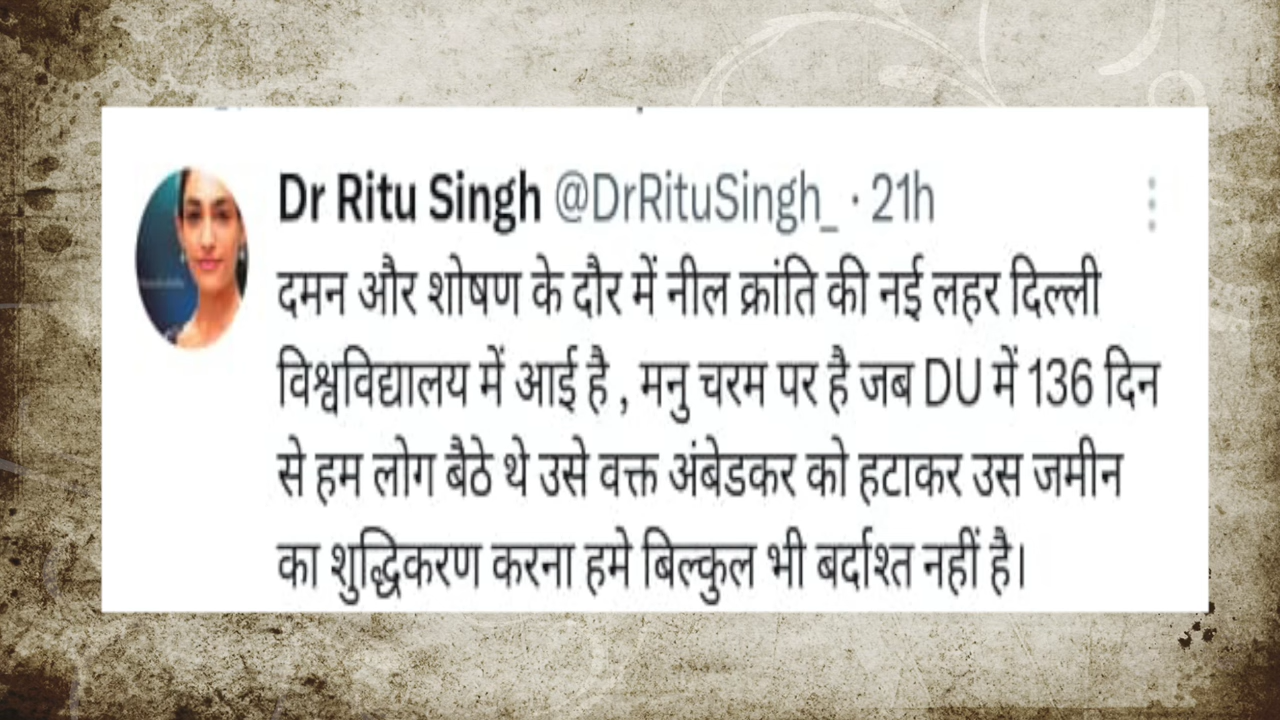 Dr Ritu Singh @DrRituSingh_ · 21h
दमन और शोषण के दौर में नील क्रांति की नई लहर दिल्ली
विश्वविद्यालय में आई है , मनु चरम पर है जब DU में 136 दिन
से हम लोग बैठे थे उसे वक्त अंबेडकर को हटाकर उस जमीन
का शुद्धिकरण करना हमे बिल्कुल भी बर्दाश्त नहीं है।